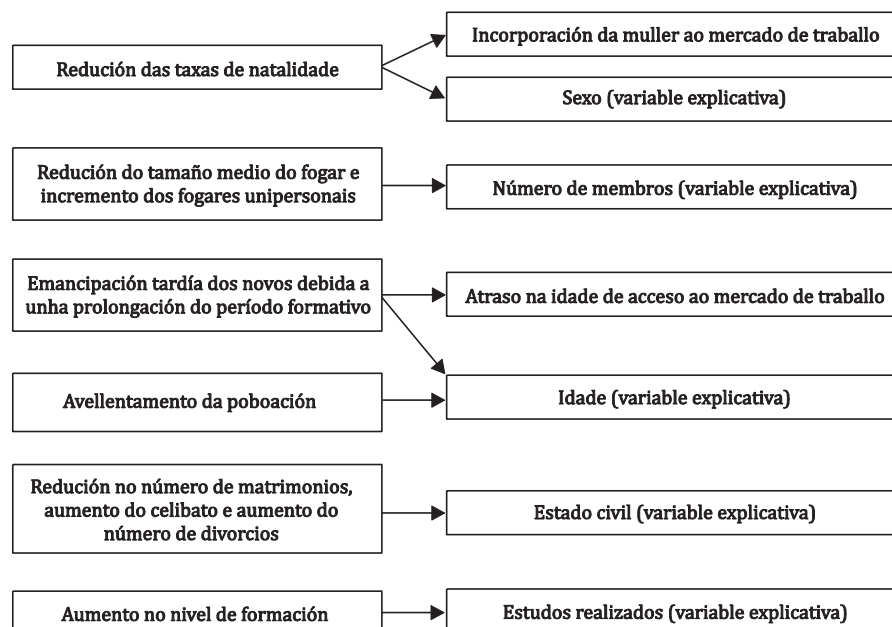 Redución das taxas de natalidade
Incorporación da muller ao mercado de traballo
Sexo (variable explicativa)
Redución do tamaño medio do fogar e
incremento dos fogares unipersonais
Número de membros (variable explicativa)
Emancipación tardía dos novos debida a
unha prolongación do período formativo
Atraso na idade de acceso ao mercado de traballo
Avellentamento da poboación
Idade (variable explicativa)
Redución no número de matrimonios,
aumento do celibato e aumento do
número de divorcios
Estado civil (variable explicativa)
Aumento no nivel de formación
Estudos realizados (variable explicativa)